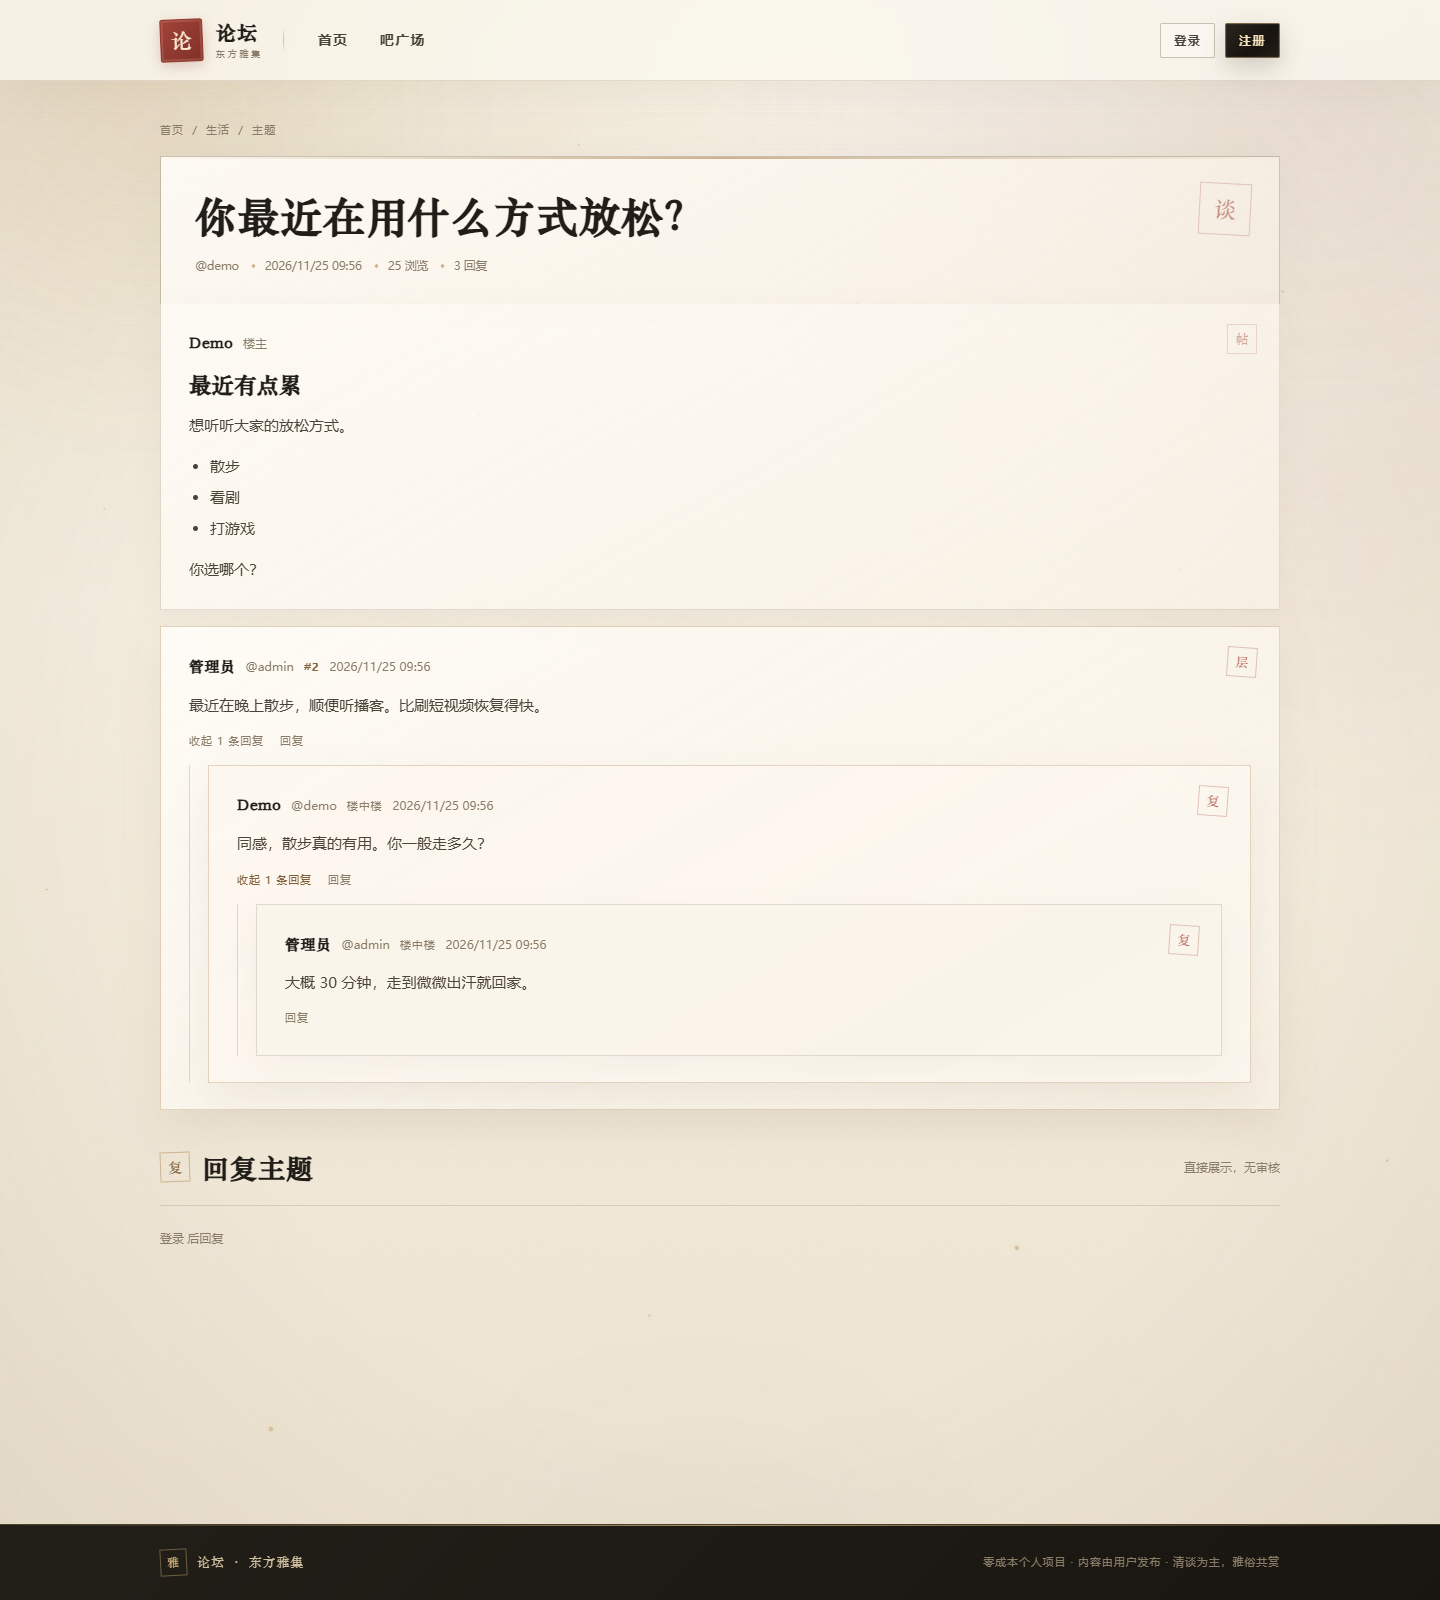 论 论坛 首页 吧广场 登录 注册
东方雅集
首页 / 生活 / 主题
你最近在用什么方式放松？
谈
@demo 2026/11/25 09:56 25 浏览 3 回复
Demo 楼主
帖
最近有点累
想听听大家的放松方式。
• 散步
• 看剧
• 打游戏
你选哪个？
管理员 @admin #2 2026/11/25 09:56
层
最近在晚上散步，顺便听播客。比刷短视频恢复得快。
收起 1 条回复 回复
Demo @demo 楼中楼 2026/11/25 09:56
复
同感，散步真的有用。你一般走多久？
收起 1 条回复 回复
管理员 @admin 楼中楼 2026/11/25 09:56
复
大概 30 分钟，走到微微出汗就回家。
回复
复 回复主题 直接展示，无审核
登录 后回复
雅 论坛 · 东方雅集 零成本个人项目 · 内容由用户发布 · 清谈为主，雅俗共赏